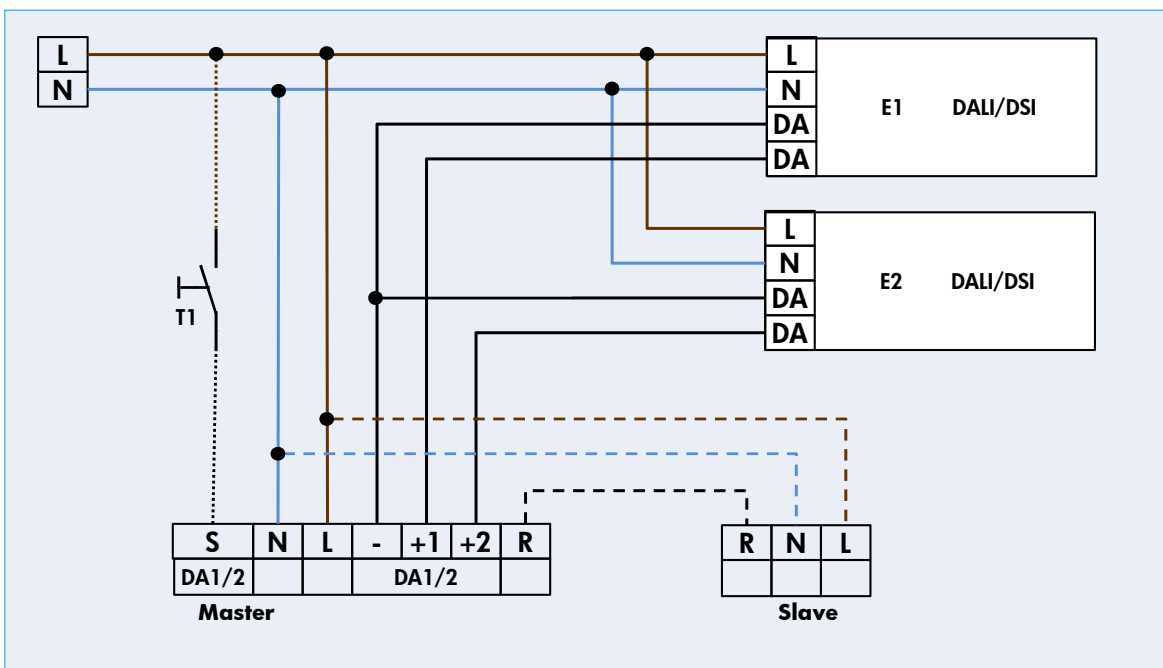 L
N
L
N
DA
DA
E1 DALI/DSI
L
N
DA
DA
E2 DALI/DSI
T1
S N L - +1 +2 R
DA1/2 DA1/2
Master
R N L
Slave